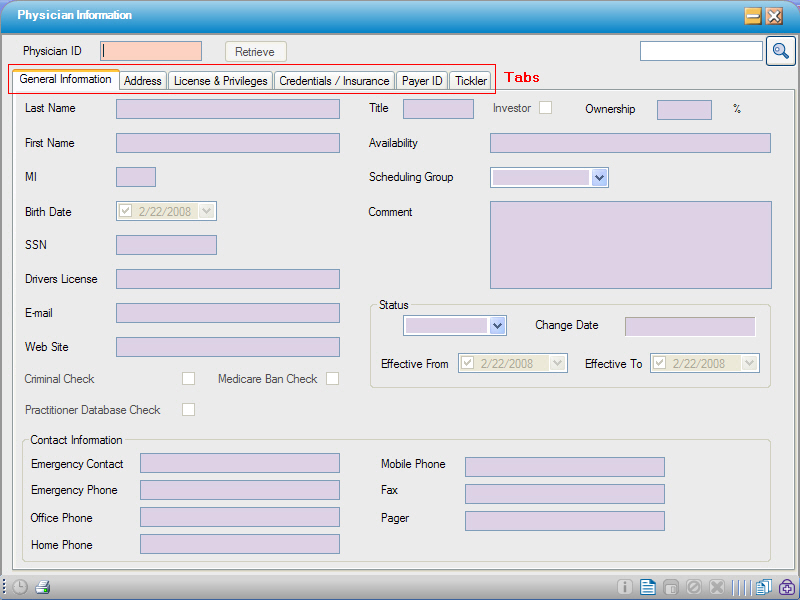 Physician Information
Physician ID Retrieve
General Information Address License & Privileges Credentials / Insurance Payer ID Tickler Tabs
Last Name Title Investor Ownership %
First Name Availability
MI Scheduling Group
Birth Date 2/22/2008 Comment
SSN
Drivers License
E-mail Status
Web Site Change Date
Criminal Check Medicare Ban Check Effective From 2/22/2008 Effective To 2/22/2008
Practitioner Database Check
Contact Information
Emergency Contact Mobile Phone
Emergency Phone Fax
Office Phone Pager
Home Phone